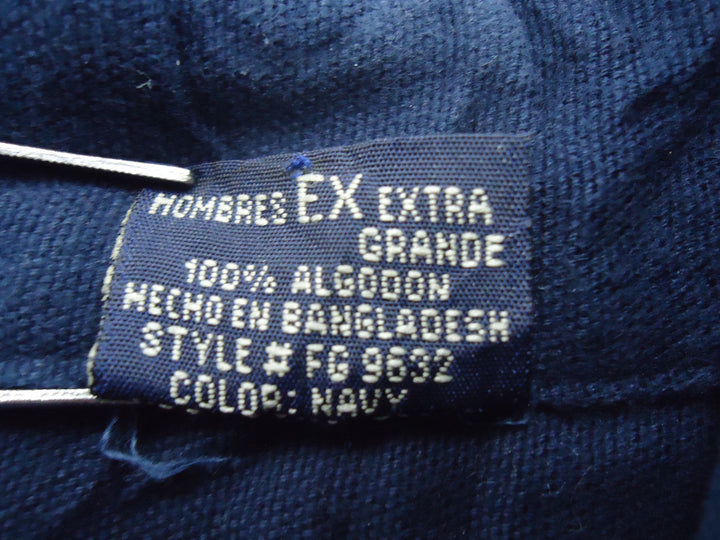 HOMBRES EX EXTRA
GRANDE
100% ALGODON
HECHO EN BANGLADESH
STYLE # FG 9632
COLOR: NAVY